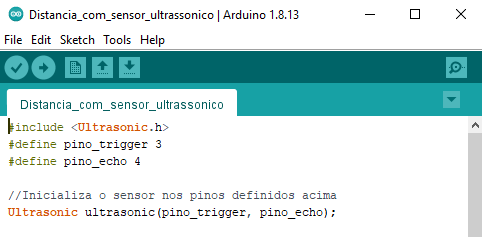 Distancia_com_sensor_ultrassonico | Arduino 1.8.13
File Edit Sketch Tools Help
Distancia_com_sensor_ultrassonico
#include <Ultrasonic.h>
#define pino_trigger 3
#define pino_echo 4
//Inicializa o sensor nos pinos definidos acima
Ultrasonic ultrasonic(pino_trigger, pino_echo);